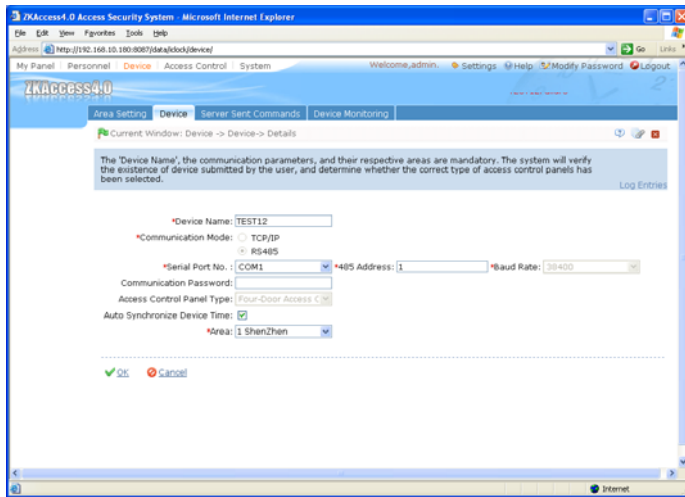 ZKAccess4.0 Access Security System - Microsoft Internet Explorer
File Edit View Favorites Tools Help
Address http://192.168.10.180:8087/data/iclock/device/ Go Links
My Panel Personnel Device Access Control System Welcome,admin. Settings Help Modify Password Logout
ZKAccess4.0
Area Setting Device Server Sent Commands Device Monitoring
Current Window: Device -> Device-> Details
The 'Device Name', the communication parameters, and their respective areas are mandatory. The system will verify
the existence of device submitted by the user, and determine whether the correct type of access control panels has
been selected.
Log Entries
*Device Name: TEST12
*Communication Mode: TCP/IP
RS485
*Serial Port No. : COM1 *485 Address: 1 *Baud Rate: 38400
Communication Password:
Access Control Panel Type: Four-Door Access C
Auto Synchronize Device Time:
*Area: 1 ShenZhen
OK Cancel
Internet